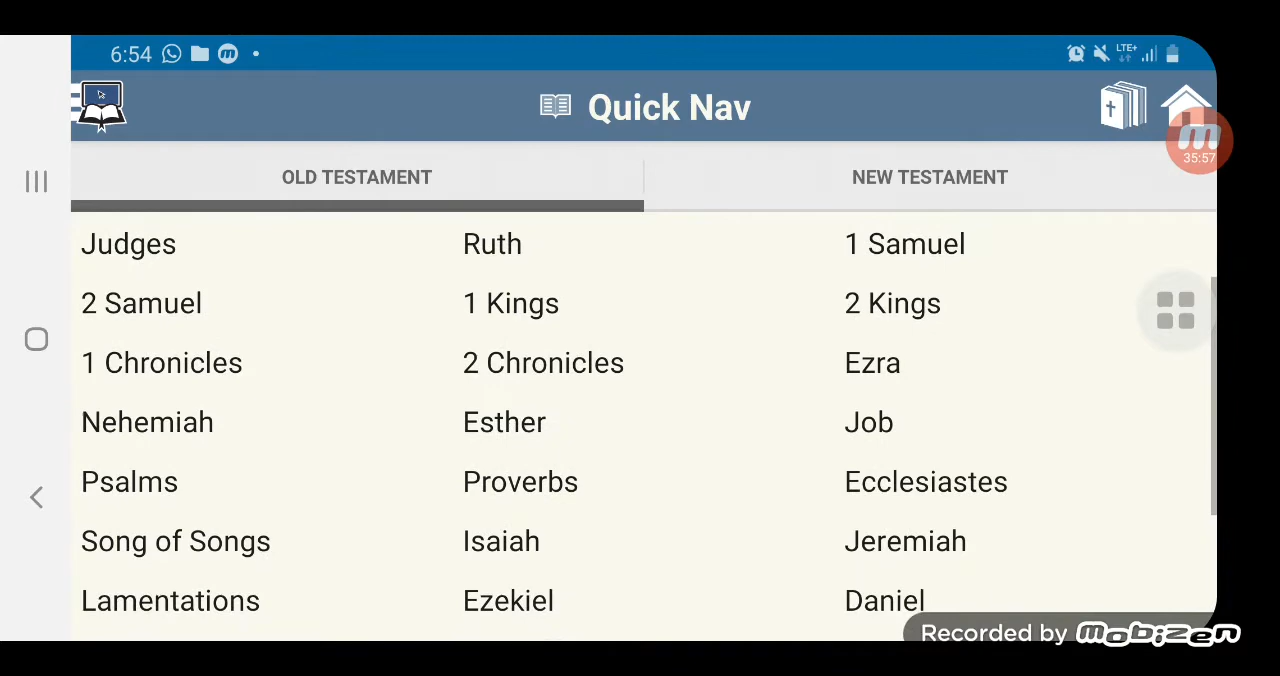 6:54
LTE+
Quick Nav
35:57
OLD TESTAMENT NEW TESTAMENT
Judges Ruth 1 Samuel
2 Samuel 1 Kings 2 Kings
1 Chronicles 2 Chronicles Ezra
Nehemiah Esther Job
Psalms Proverbs Ecclesiastes
Song of Songs Isaiah Jeremiah
Lamentations Ezekiel Daniel
Recorded by mobizen